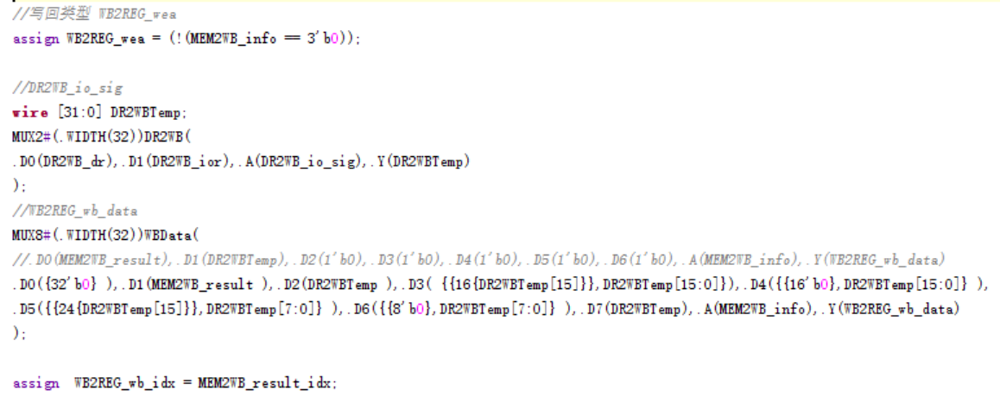 //写回类型 WB2REG_wea
assign WB2REG_wea = (!(MEM2WB_info == 3'b0));
//DR2WB_io_sig
wire [31:0] DR2WBTemp;
MUX2#(.WIDTH(32))DR2WB(
.D0(DR2WB_dr),.D1(DR2WB_ior),.A(DR2WB_io_sig),.Y(DR2WBTemp)
);
//WB2REG_wb_data
MUX8#(.WIDTH(32))WBData(
//.D0(MEM2WB_result),.D1(DR2WBTemp),.D2(1'b0),.D3(1'b0),.D4(1'b0),.D5(1'b0),.D6(1'b0),.A(MEM2WB_info),.Y(WB2REG_wb_data)
.D0({32'b0} ),.D1(MEM2WB_result ),.D2(DR2WBTemp ),.D3( {{16{DR2WBTemp[15]}},DR2WBTemp[15:0]}),.D4({{16'b0},DR2WBTemp[15:0]} ),
.D5({{24{DR2WBTemp[15]}},DR2WBTemp[7:0]} ),.D6({{8'b0},DR2WBTemp[7:0]} ),.D7(DR2WBTemp),.A(MEM2WB_info),.Y(WB2REG_wb_data)
);
assign WB2REG_wb_idx = MEM2WB_result_idx;